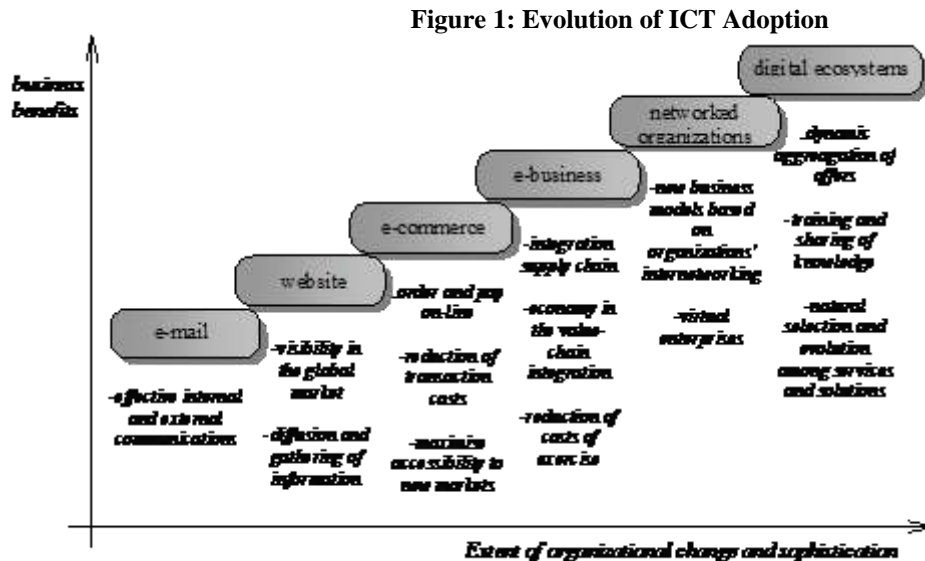 Figure 1: Evolution of ICT Adoption
business
benefits
digital ecosystems
networked
organizations
e-business
e-commerce
website
e-mail
-effective internal
and external
communications
-visibility in
the global
market
-diffusion and
gathering of
information
-order and pay
on-line
-reduction of
transaction
costs
-maximize
accessibility to
new markets
-integration
supply chain
-economy in
the value-
chain
integration
-reduction of
costs of
exercise
-new business
models based
on
organizations'
internetworking
-virtual
enterprises
-dynamic
aggregation of
offers
-training and
sharing of
knowledge
-natural
selection and
evolution
among services
and solutions
Extent of organizational change and sophistication